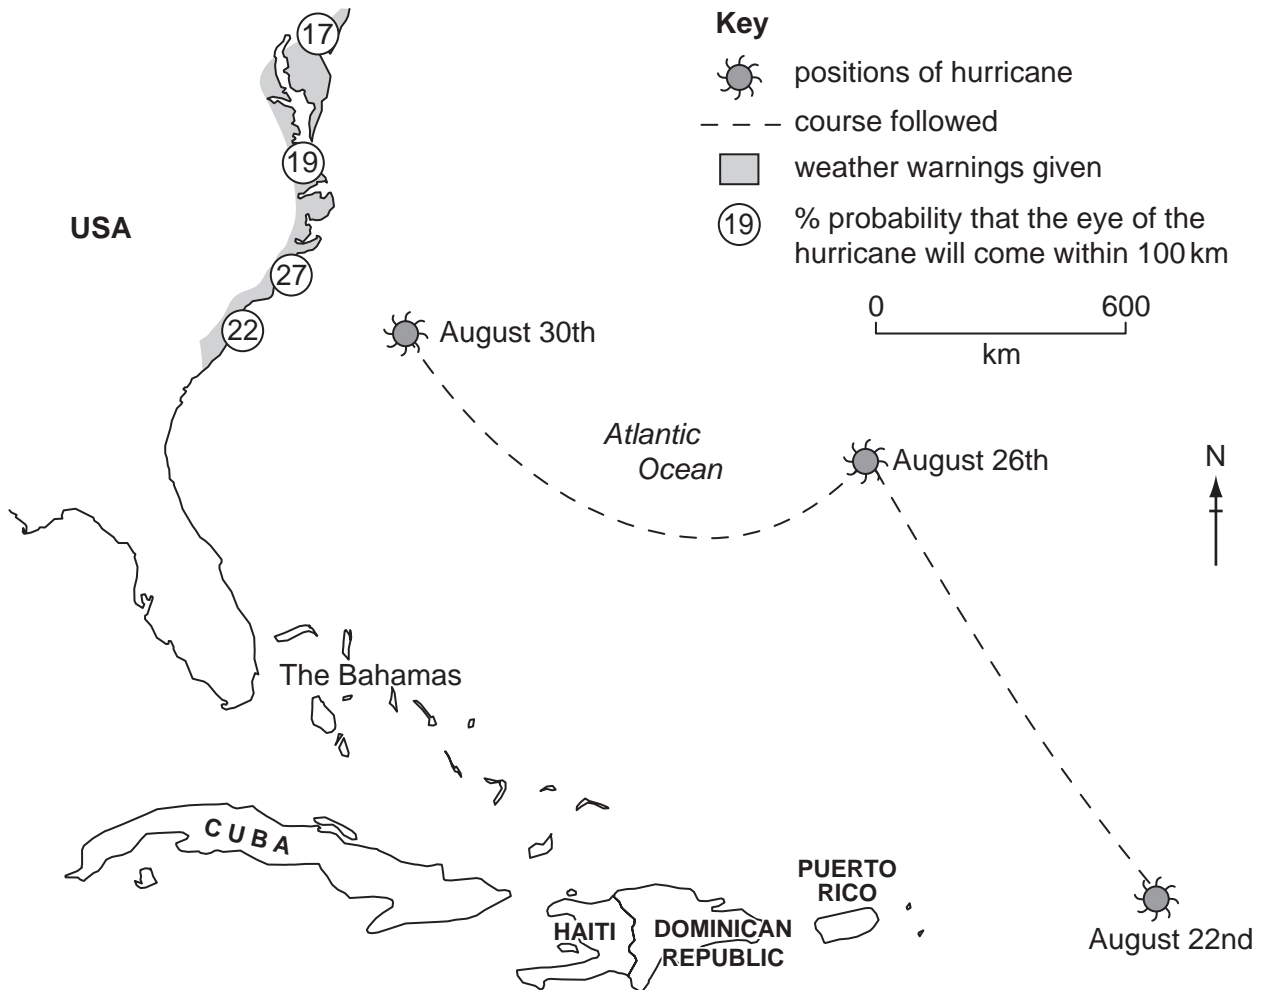 Key
positions of hurricane
course followed
weather warnings given
19
% probability that the eye of the
hurricane will come within 100 km
0 600
km
N
17
19
USA
27
22
August 30th
Atlantic
Ocean
August 26th
The Bahamas
CUBA
PUERTO
RICO
HAITI
DOMINICAN
REPUBLIC
August 22nd